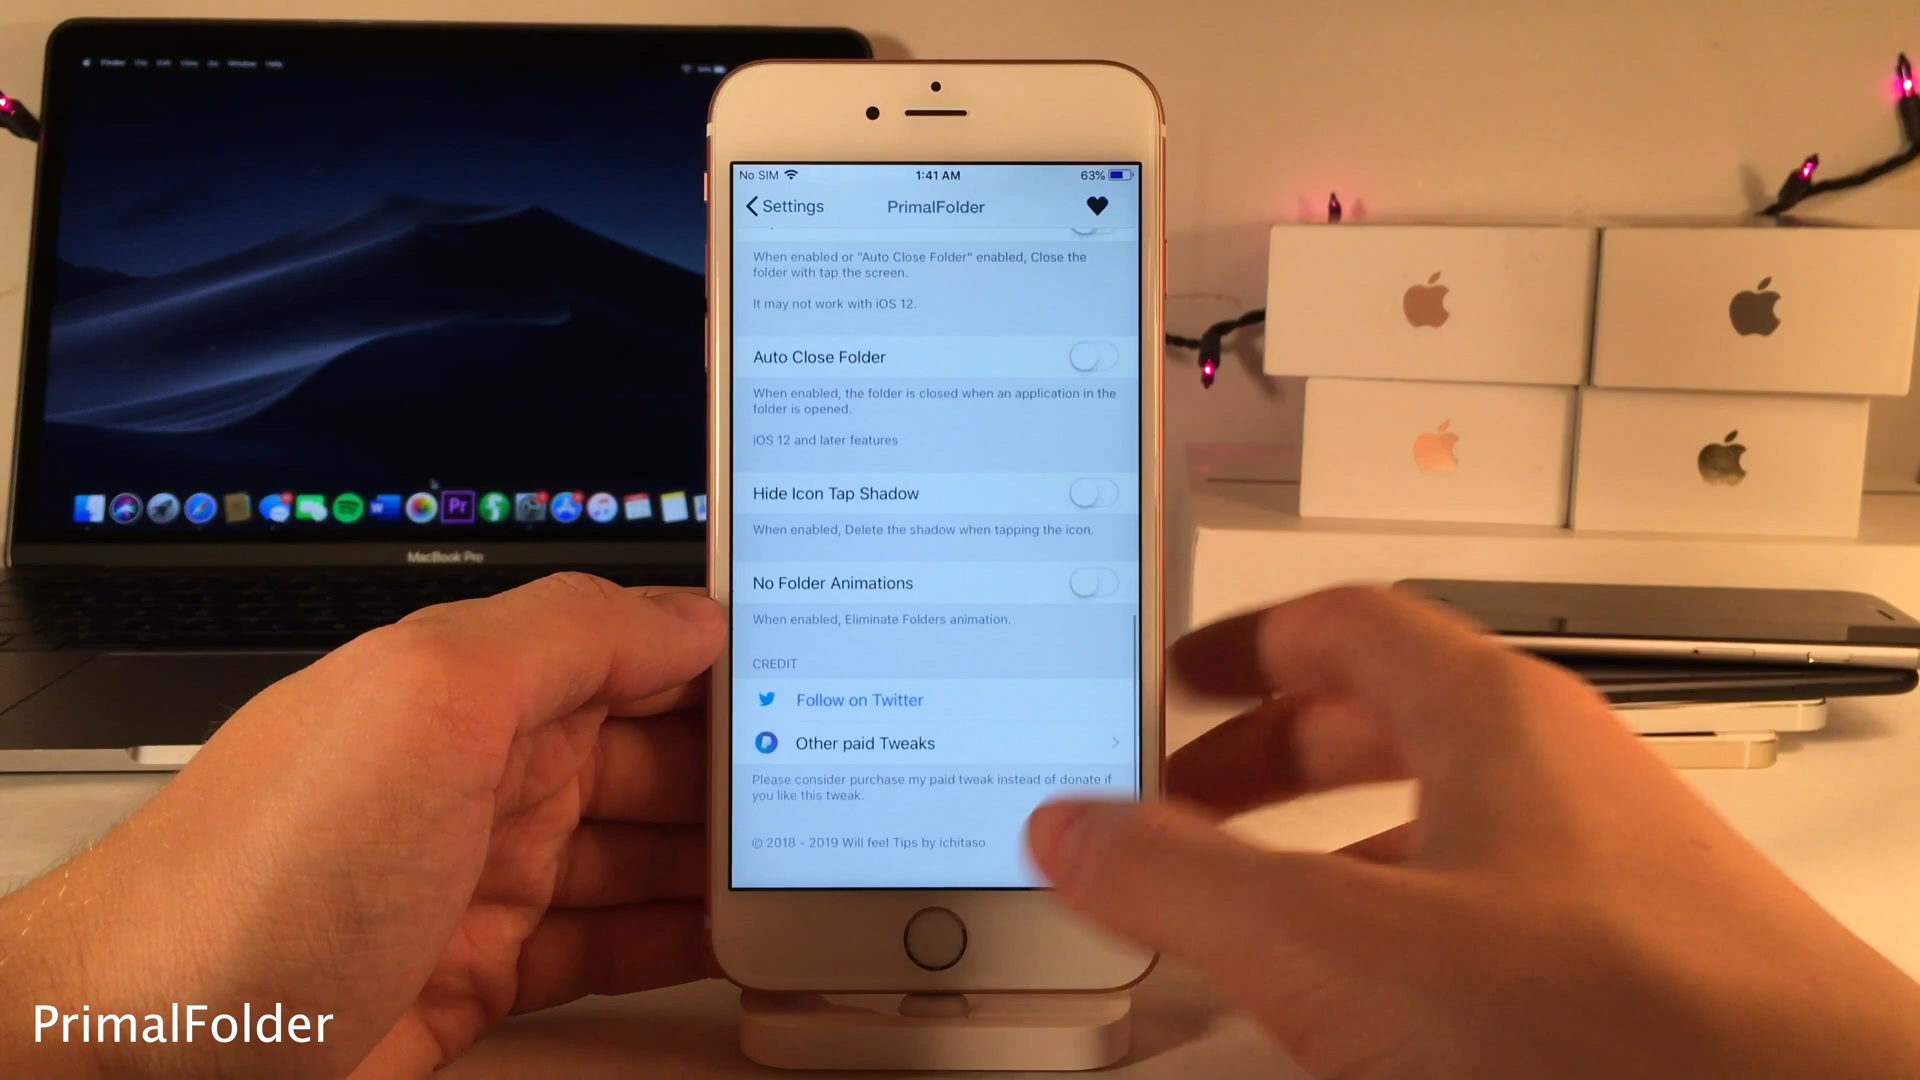 No SIM
1:41 AM
63%
Settings
PrimalFolder
When enabled or "Auto Close Folder" enabled, Close the
folder with tap the screen.
It may not work with iOS 12.
Auto Close Folder
When enabled, the folder is closed when an application in the
folder is opened.
iOS 12 and later features
Hide Icon Tap Shadow
When enabled, Delete the shadow when tapping the icon.
No Folder Animations
When enabled, Eliminate Folders animation.
CREDIT
Follow on Twitter
Other paid Tweaks
Please consider purchase my paid tweak instead of donate if
you like this tweak.
© 2018 - 2019 Will feel Tips by ichitaso
Pr
MacBook Pro
PrimalFolder